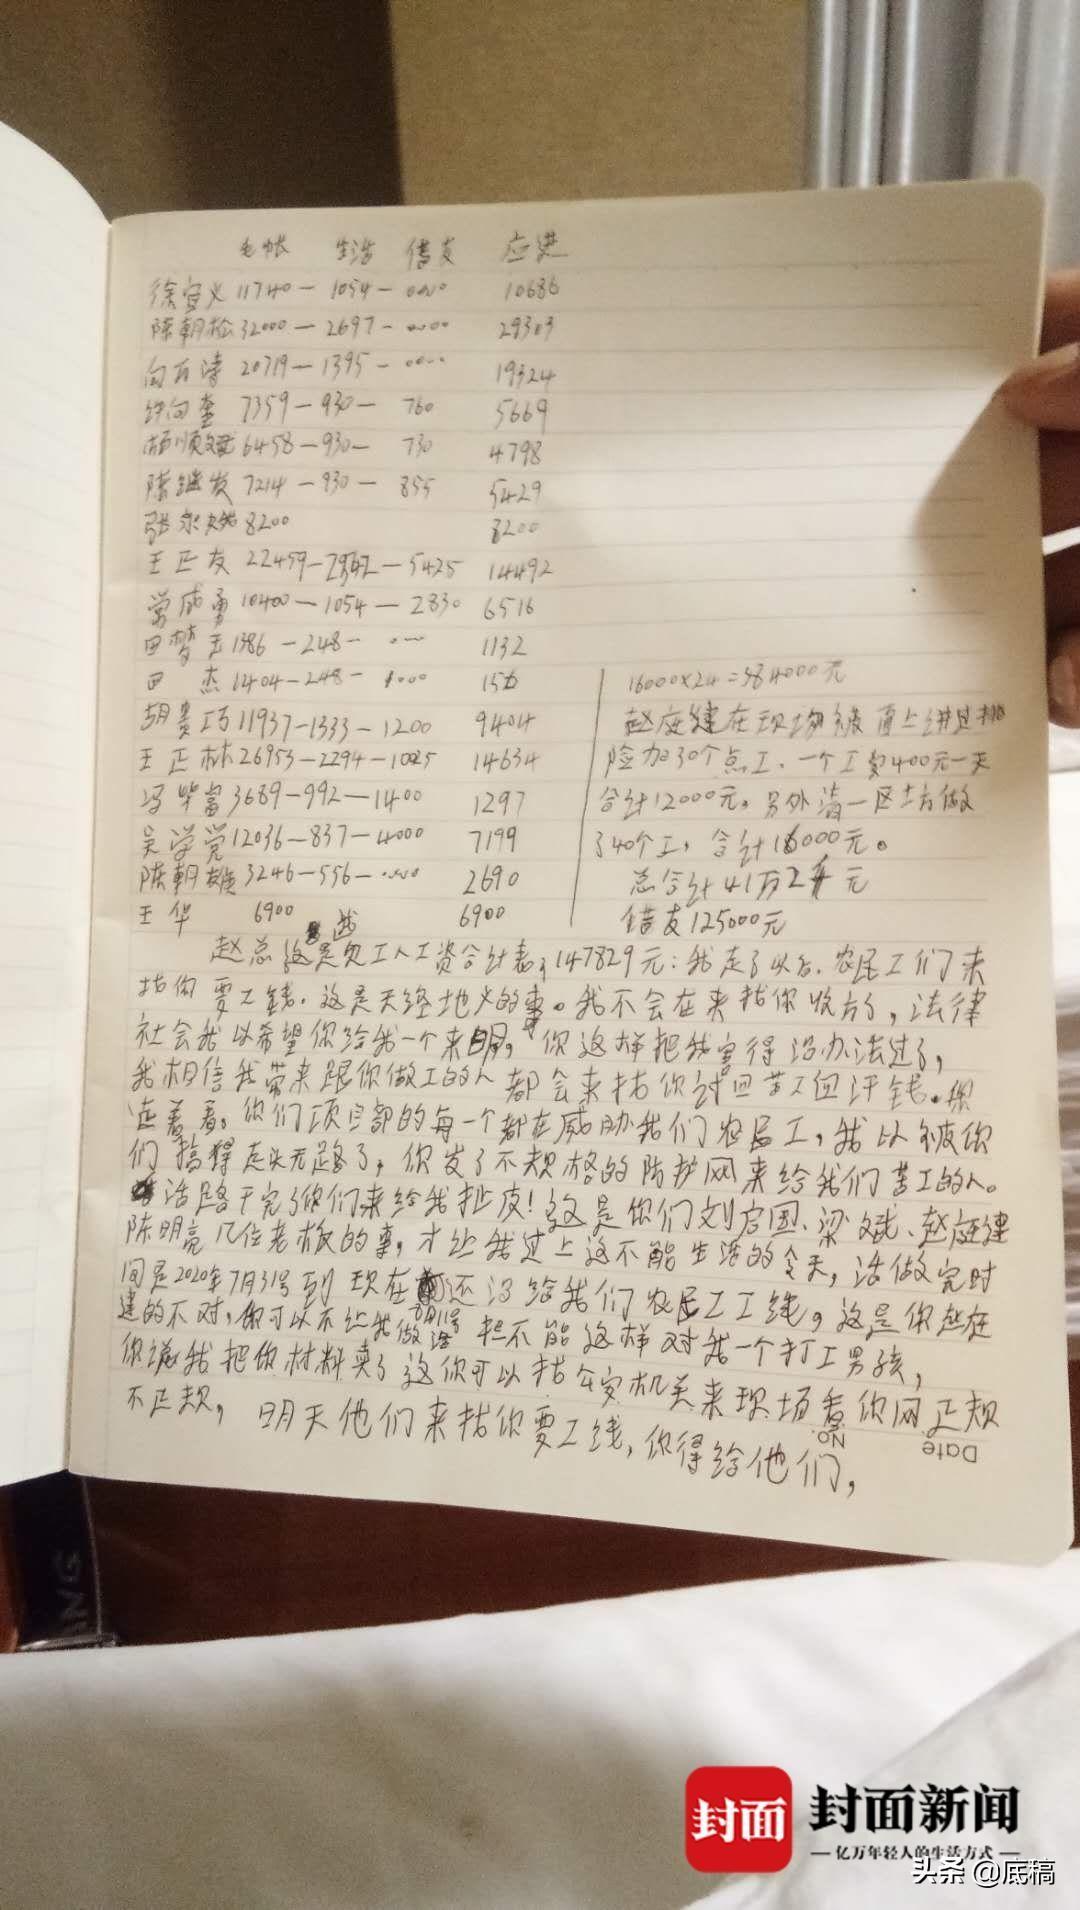 毛帐 生活 借支 应进
徐宜义 11740－1054－0000 10686
陈朝松 32000－2697－0000 29303
向右涛 20719－1395－0000 19324
向奎 7359－930－760 5669
顺斌 6458－930－730 4798
陈继发 7214－930－855 5429
张永 8200 8200
王正友 22459－2542－5425 14492
常成勇 10400－1054－2830 6516
田梦玉 1386－248－0000 1132
田杰 1404－248－1000 156
胡贵巧 11937－1333－1200 9404
王正林 26953－2294－1025 14634
冯毕富 3689－992－1400 1297
吴学党 12036－837－4000 7199
陈朝雄 3246－556－0000 2690
王华 6900 6900
16000×24＝384000元
赵庭建在现场被 直上讲过排
险加30个点工、一个工安400元一天
合计12000元，另外清一区土方做
了40个工，合计16000元。
总合计41万2千元
借支125000元
赵总 这是员工人工资合计表，147829元：我走了以后，农民工们来
找你要工钱，这是天经地义的事。我不会在来找你收方了，法律
社会我以希望你给我一个来明，你这样把我害得没办法过了，
我相信我带来跟你做工的人都会来找你讨回苦工血汗钱。你
走着看。你们项目部的每一个都在威胁我们农民工，我以被你
们搞得走头无路了，你发了不规格的防护网来给我们苦工的人。
活路干完了你们来给我扯皮！这是你们刘启国、梁斌、赵庭建
陈明亮几位老板的事，才让我过上这不能生活的今天，活做完时
间是2020年7月31号到现在还没给我们农民工工钱，这是你赵庭
建的不对，你可以不让我做活 担不能这样对我一个打工男孩，
你说我把你材料卖了这你可以找公安机关来现场看你网正规
不正规，明天他们来找你要工钱，你得给他们，
No.
Date
封面
封面新闻
亿万年轻人的生活方式
头条 @底稿